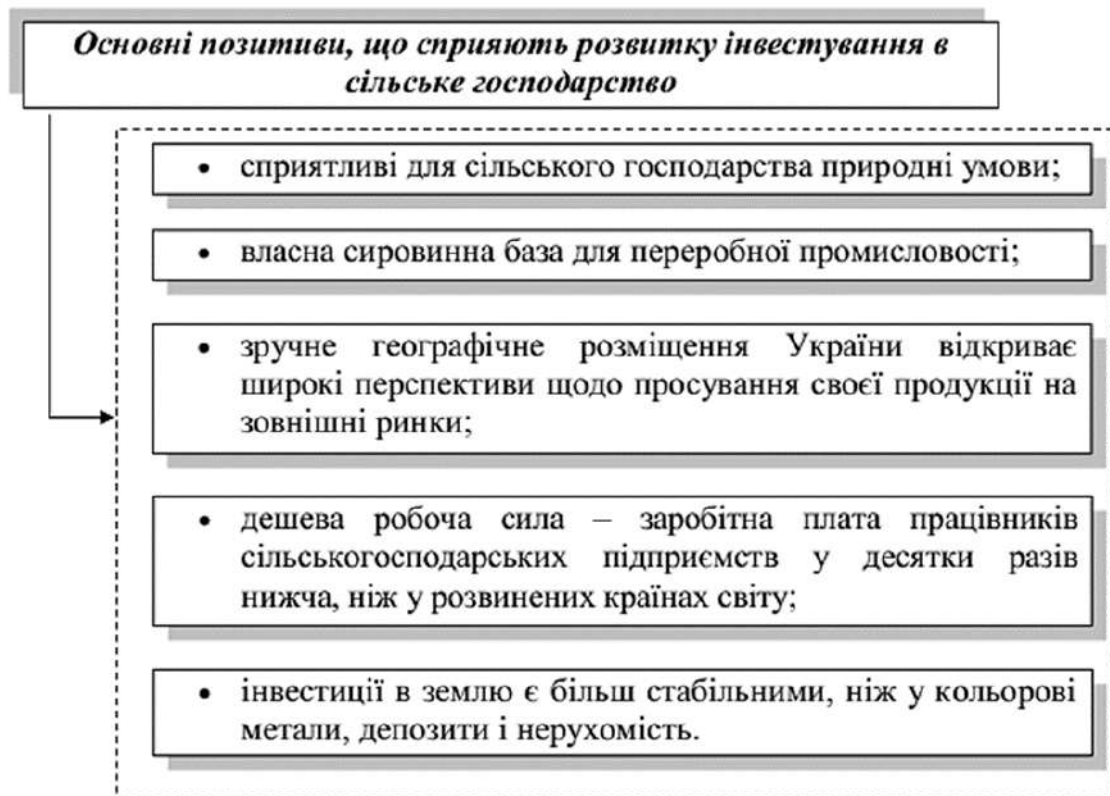 Основні позитиви, що сприяють розвитку інвестування в
сільське господарство
• сприятливі для сільського господарства природні умови;
• власна сировинна база для переробної промисловості;
• зручне географічне розміщення України відкриває
широкі перспективи щодо просування своєї продукції на
зовнішні ринки;
• дешева робоча сила – заробітна плата працівників
сільськогосподарських підприємств у десятки разів
нижча, ніж у розвинених країнах світу;
• інвестиції в землю є більш стабільними, ніж у кольорові
метали, депозити і нерухомість.